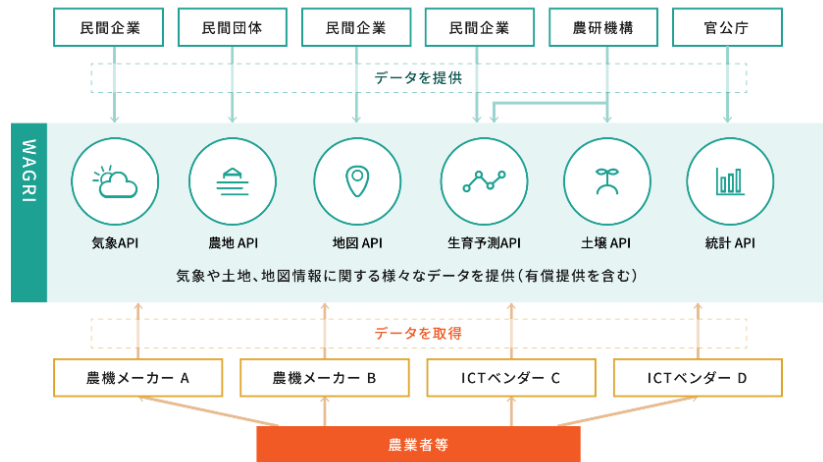 民間企業
民間団体
民間企業
民間企業
農研機構
官公庁
データを提供
WAGRI
気象API
農地 API
地図 API
生育予測API
土壌 API
統計 API
気象や土地、地図情報に関する様々なデータを提供（有償提供を含む）
データを取得
農機メーカー A
農機メーカー B
ICTベンダー C
ICTベンダー D
農業者等